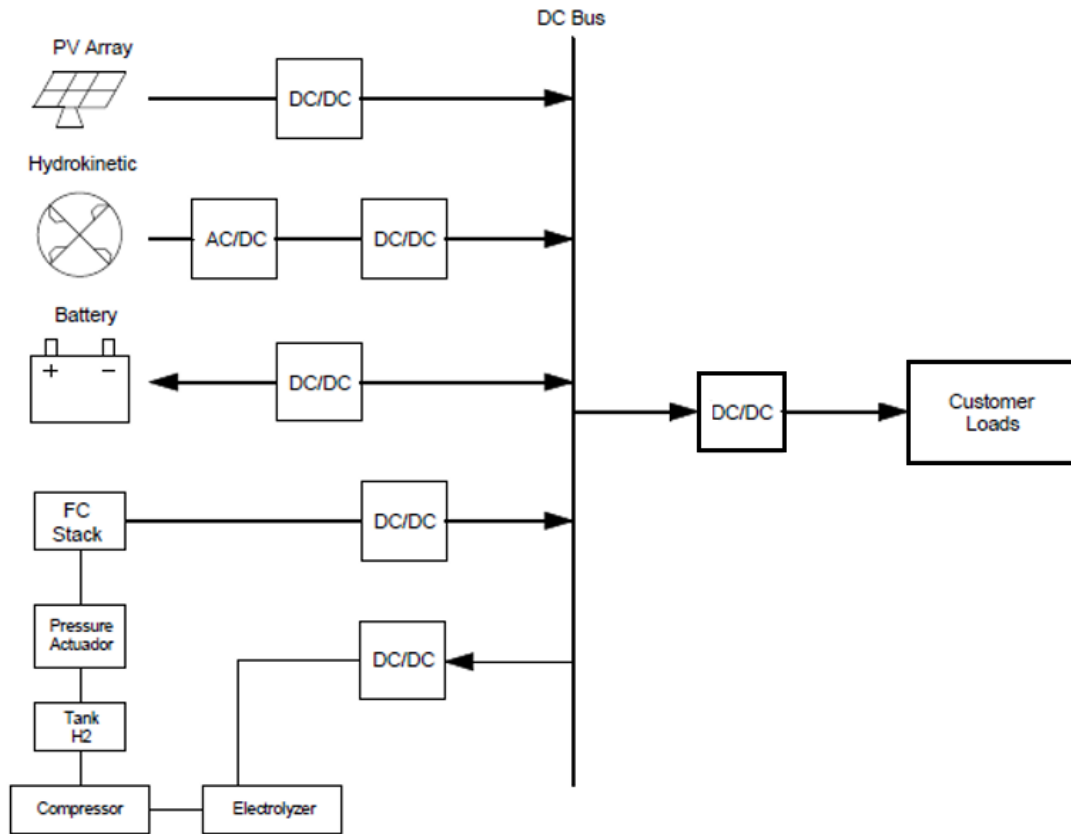 DC Bus
PV Array
DC/DC
Hydrokinetic
AC/DC
DC/DC
Battery
+ −
DC/DC
DC/DC
Customer
Loads
FC
Stack
DC/DC
Pressure
Actuador
DC/DC
Tank
H2
Compressor
Electrolyzer